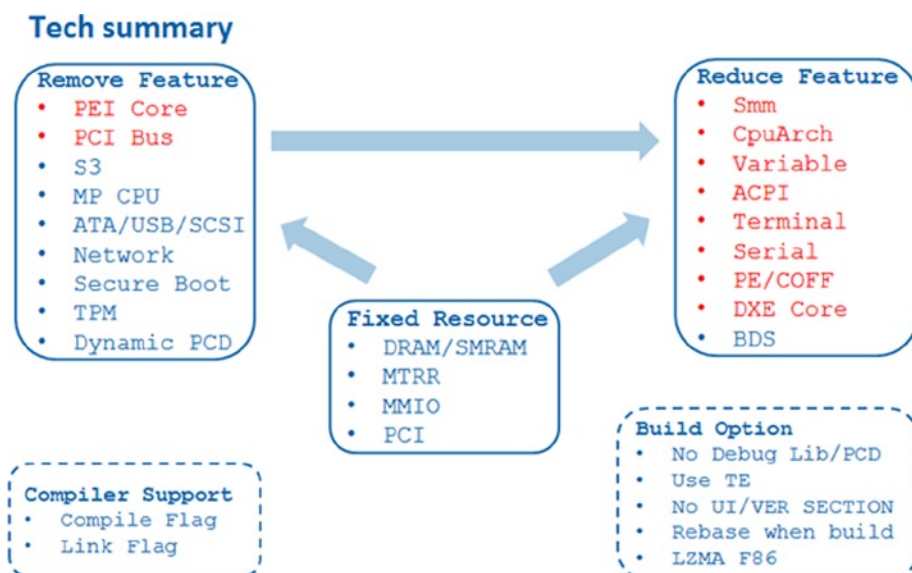 Tech summary
Remove Feature
• PEI Core
• PCI Bus
• S3
• MP CPU
• ATA/USB/SCSI
• Network
• Secure Boot
• TPM
• Dynamic PCD
Reduce Feature
• Smm
• CpuArch
• Variable
• ACPI
• Terminal
• Serial
• PE/COFF
• DXE Core
• BDS
Fixed Resource
• DRAM/SMRAM
• MTRR
• MMIO
• PCI
Compiler Support
• Compile Flag
• Link Flag
Build Option
• No Debug Lib/PCD
• Use TE
• No UI/VER SECTION
• Rebase when build
• LZMA F86